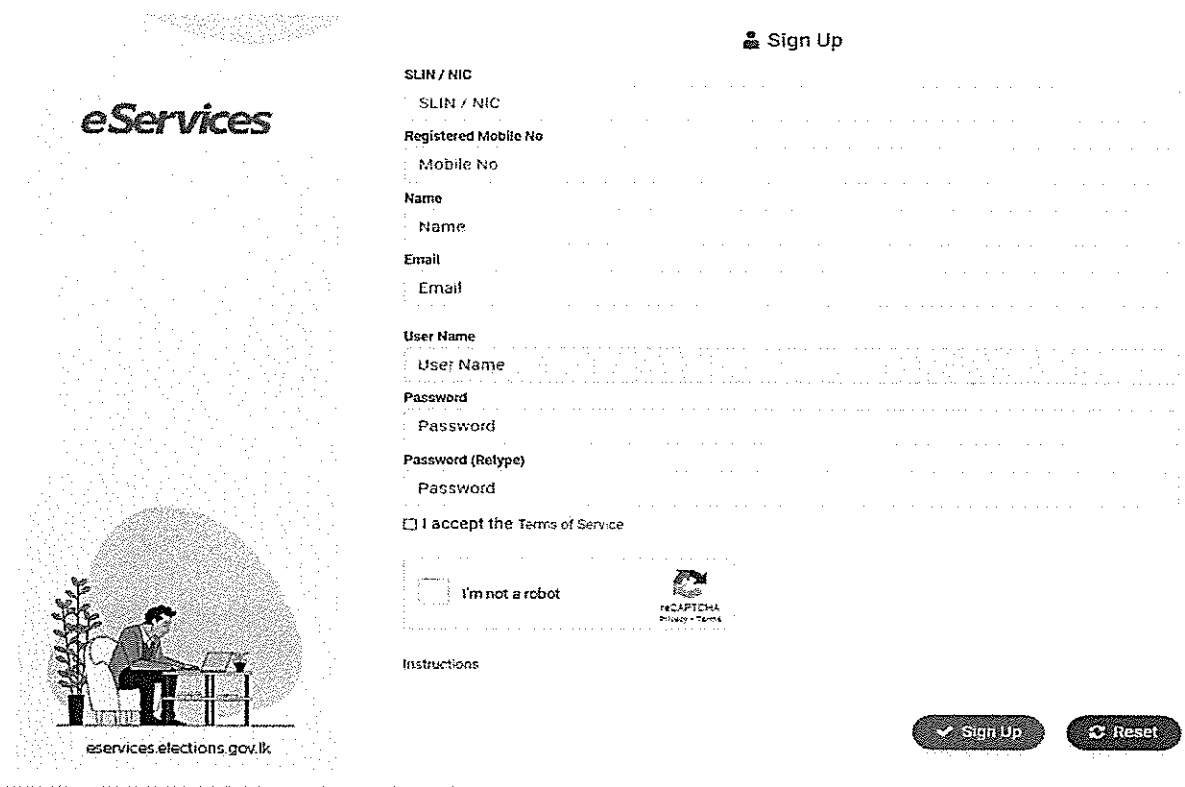 eServices
eservices.elections.gov.lk
Sign Up
SLIN / NIC
SLIN / NIC
Registered Mobile No
Mobile No
Name
Name
Email
Email
User Name
User Name
Password
Password
Password (Retype)
Password
I accept the Terms of Service
I'm not a robot
reCAPTCHA
Privacy - Terms
Instructions
Sign Up
Reset